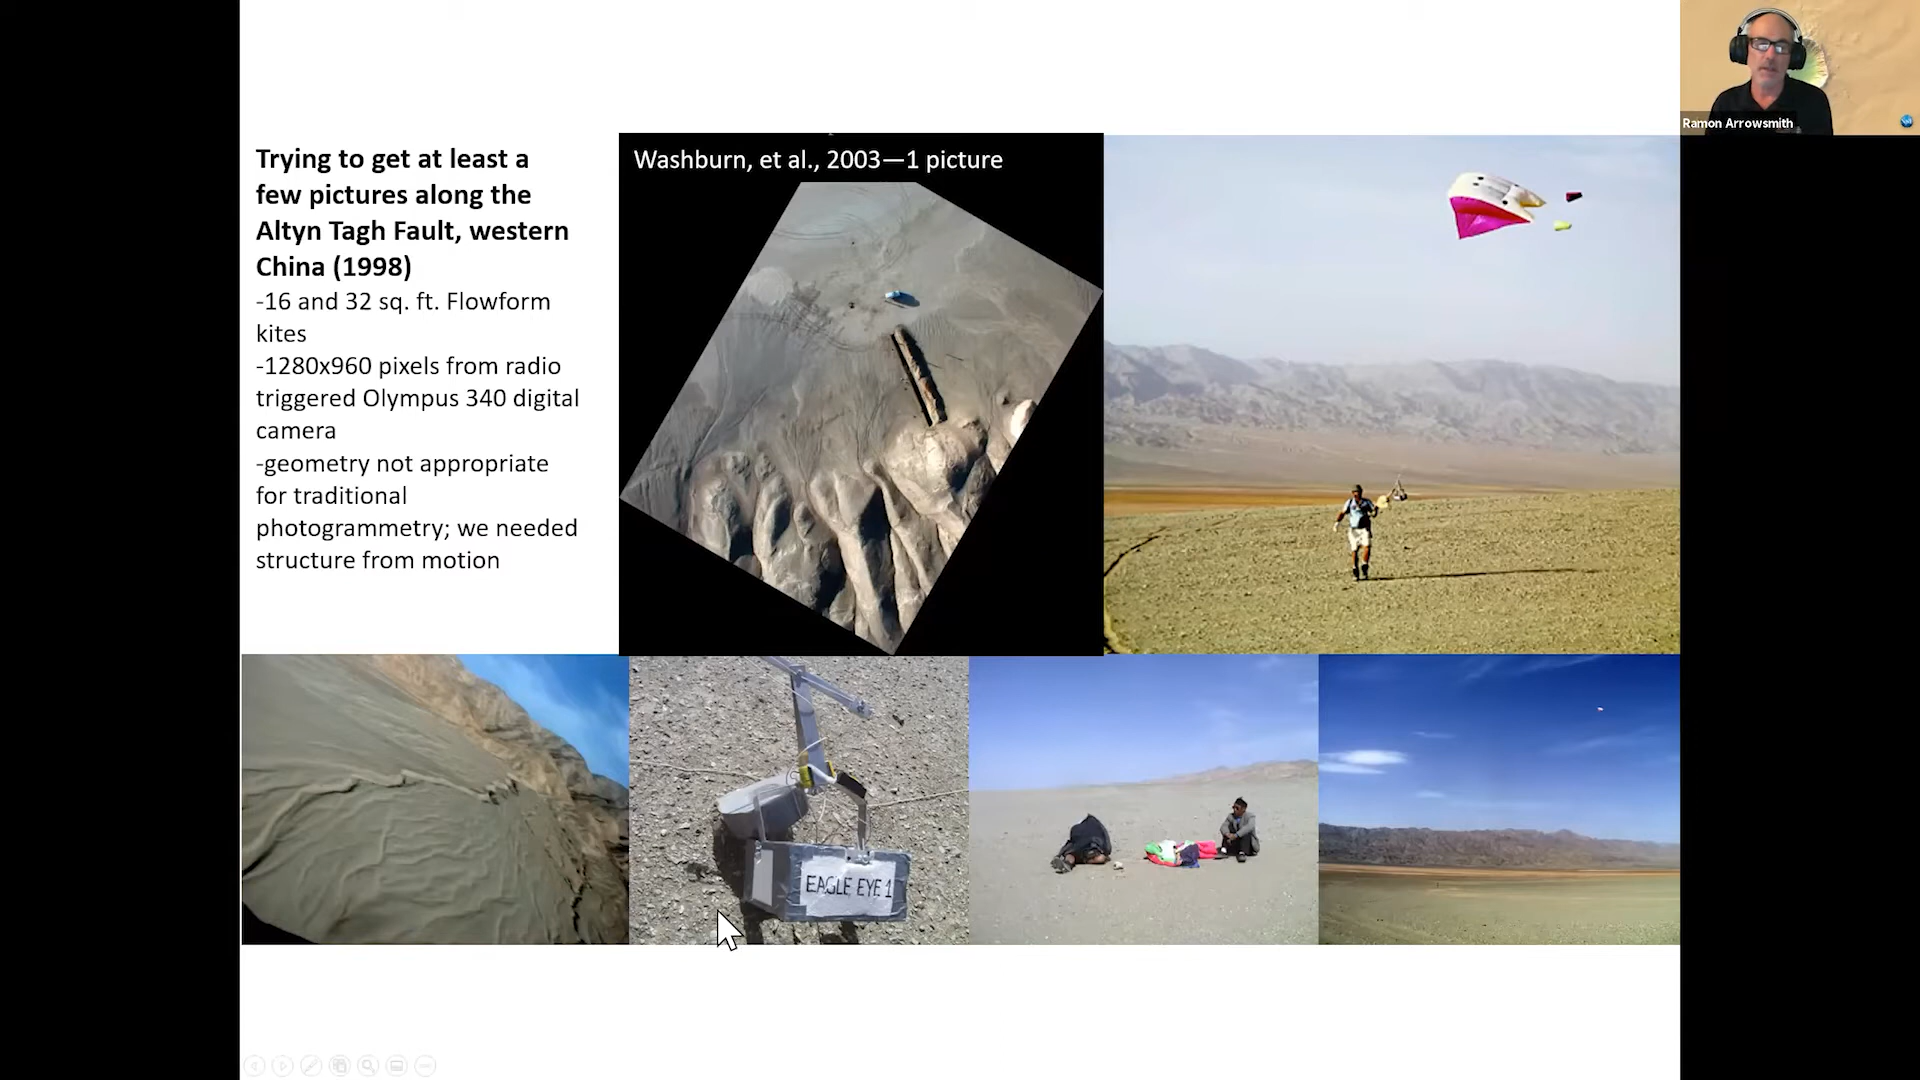 Ramon Arrowsmith
Trying to get at least a
few pictures along the
Altyn Tagh Fault, western
China (1998)
-16 and 32 sq. ft. Flowform
kites
-1280x960 pixels from radio
triggered Olympus 340 digital
camera
-geometry not appropriate
for traditional
photogrammetry; we needed
structure from motion
Washburn, et al., 2003—1 picture
EAGLE EYE 1